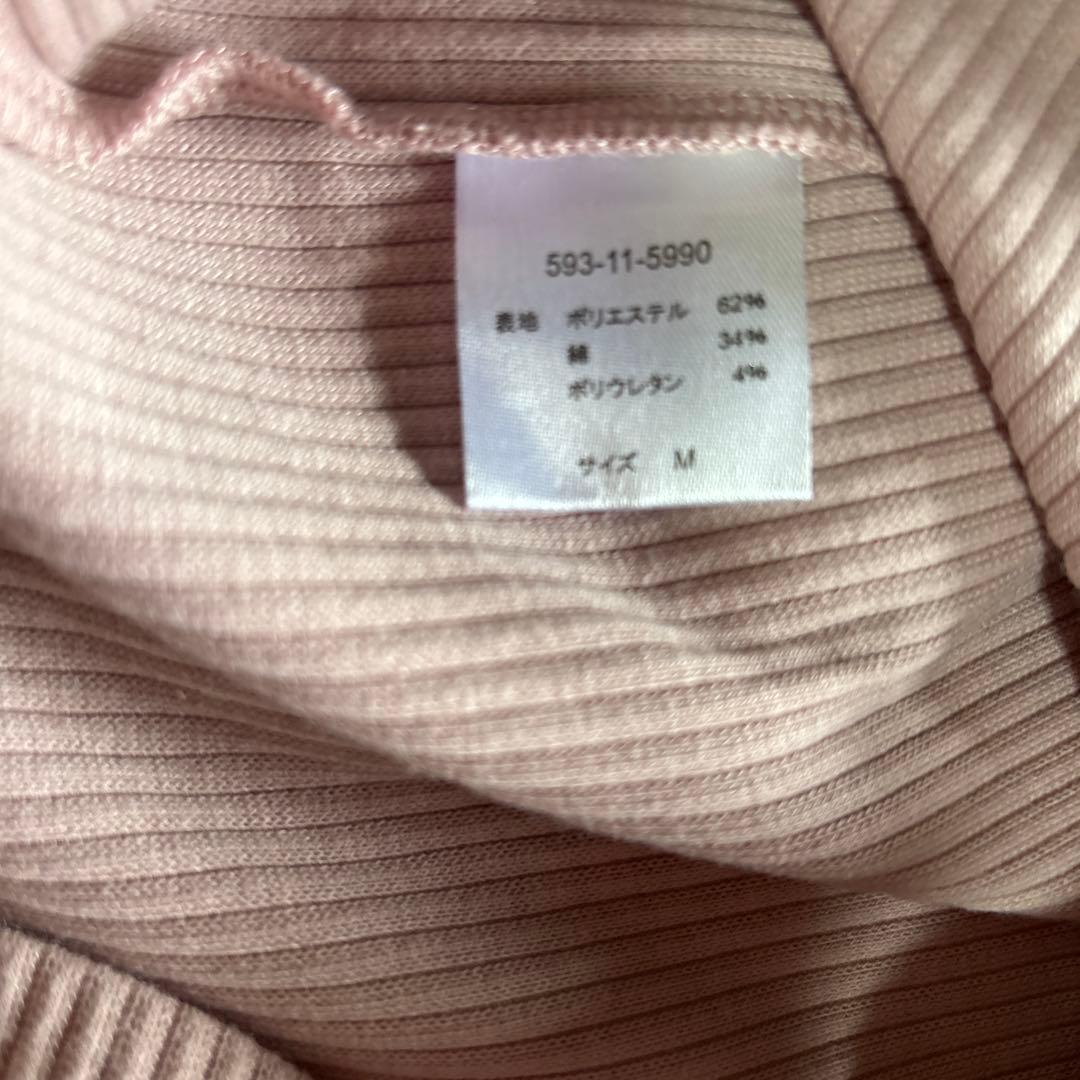 593-11-5990
表地 ポリエステル 62%
綿 34%
ポリウレタン 4%
サイズ M